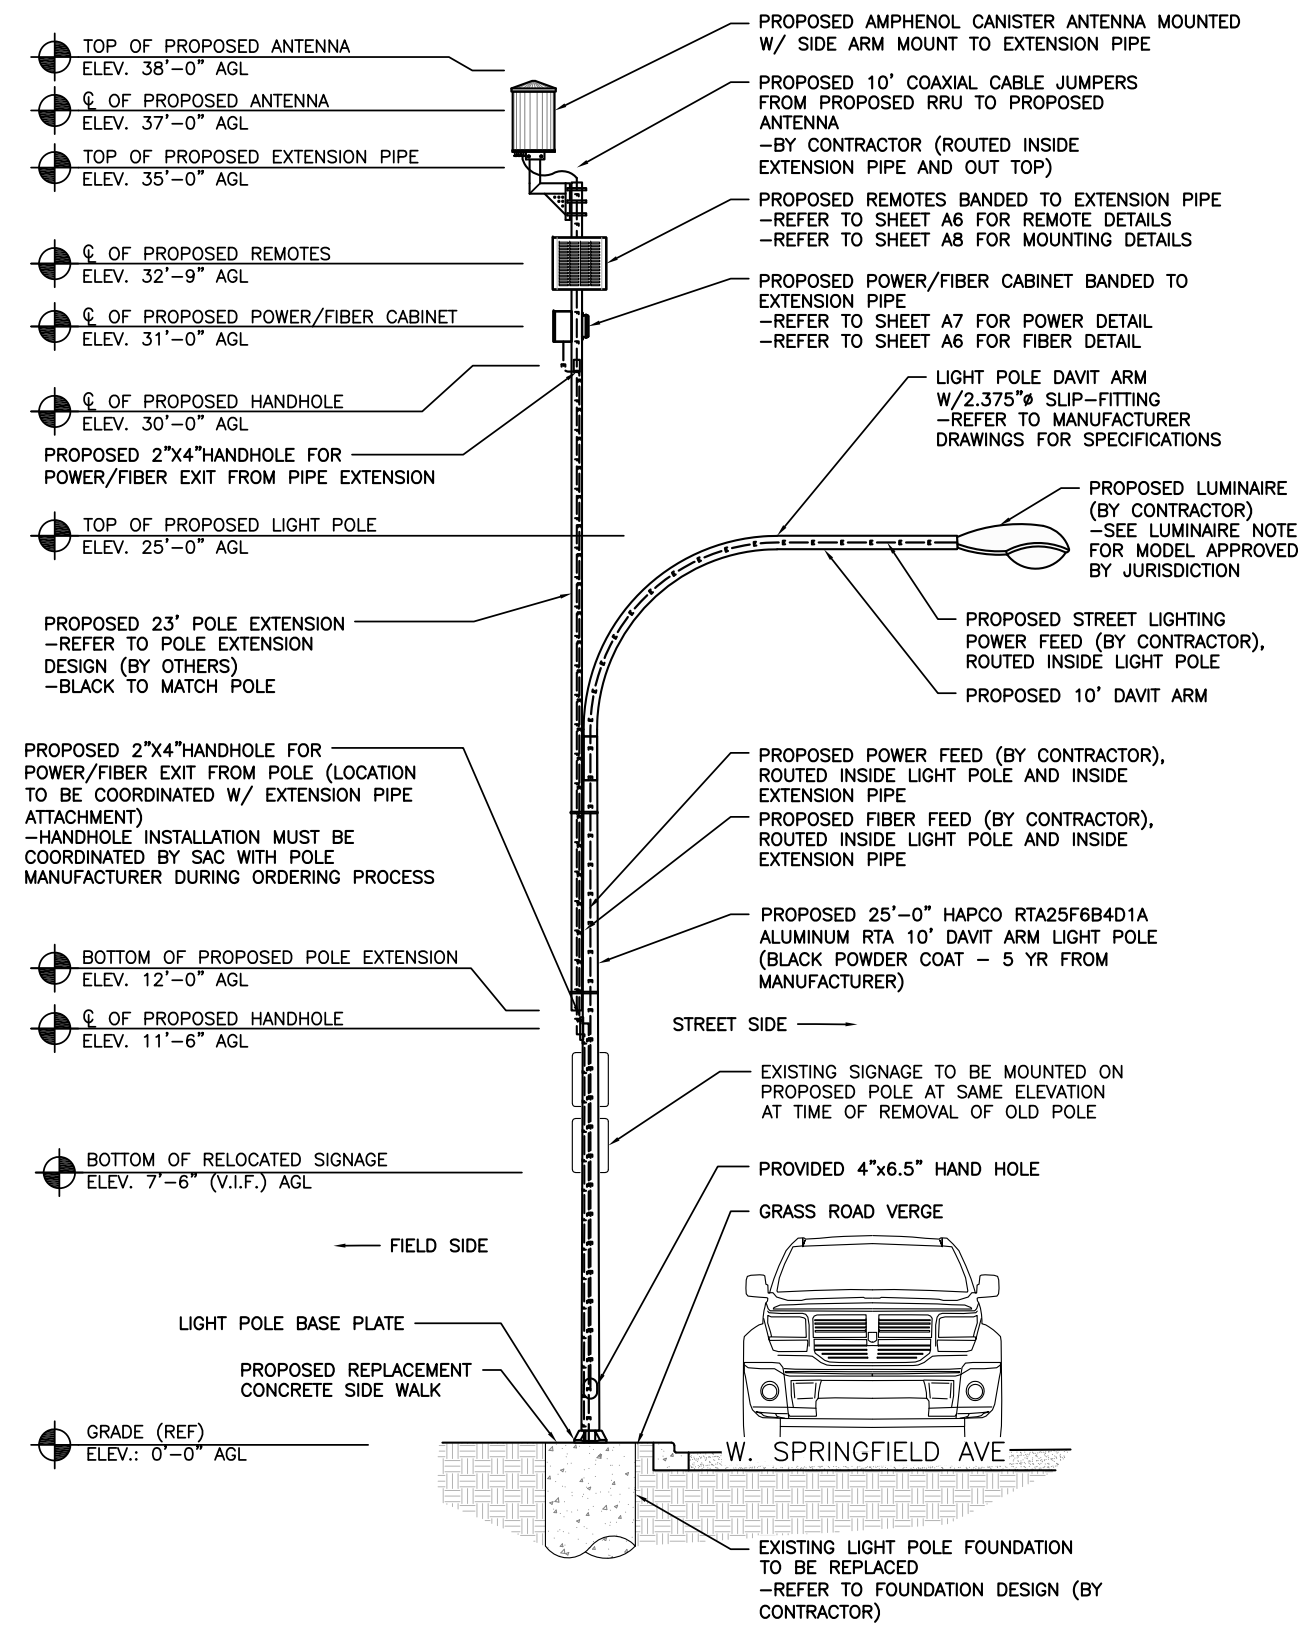 TOP OF PROPOSED ANTENNA
ELEV. 38'-0" AGL
℄ OF PROPOSED ANTENNA
ELEV. 37'-0" AGL
TOP OF PROPOSED EXTENSION PIPE
ELEV. 35'-0" AGL
℄ OF PROPOSED REMOTES
ELEV. 32'-9" AGL
℄ OF PROPOSED POWER/FIBER CABINET
ELEV. 31'-0" AGL
℄ OF PROPOSED HANDHOLE
ELEV. 30'-0" AGL
PROPOSED 2"X4"HANDHOLE FOR
POWER/FIBER EXIT FROM PIPE EXTENSION
TOP OF PROPOSED LIGHT POLE
ELEV. 25'-0" AGL
PROPOSED 23' POLE EXTENSION
-REFER TO POLE EXTENSION
DESIGN (BY OTHERS)
-BLACK TO MATCH POLE
PROPOSED 2"X4"HANDHOLE FOR
POWER/FIBER EXIT FROM POLE (LOCATION
TO BE COORDINATED W/ EXTENSION PIPE
ATTACHMENT)
-HANDHOLE INSTALLATION MUST BE
COORDINATED BY SAC WITH POLE
MANUFACTURER DURING ORDERING PROCESS
BOTTOM OF PROPOSED POLE EXTENSION
ELEV. 12'-0" AGL
℄ OF PROPOSED HANDHOLE
ELEV. 11'-6" AGL
BOTTOM OF RELOCATED SIGNAGE
ELEV. 7'-6" (V.I.F.) AGL
FIELD SIDE
LIGHT POLE BASE PLATE
PROPOSED REPLACEMENT
CONCRETE SIDE WALK
GRADE (REF)
ELEV.: 0'-0" AGL
PROPOSED AMPHENOL CANISTER ANTENNA MOUNTED
W/ SIDE ARM MOUNT TO EXTENSION PIPE
PROPOSED 10' COAXIAL CABLE JUMPERS
FROM PROPOSED RRU TO PROPOSED
ANTENNA
-BY CONTRACTOR (ROUTED INSIDE
EXTENSION PIPE AND OUT TOP)
PROPOSED REMOTES BANDED TO EXTENSION PIPE
-REFER TO SHEET A6 FOR REMOTE DETAILS
-REFER TO SHEET A8 FOR MOUNTING DETAILS
PROPOSED POWER/FIBER CABINET BANDED TO
EXTENSION PIPE
-REFER TO SHEET A7 FOR POWER DETAIL
-REFER TO SHEET A6 FOR FIBER DETAIL
LIGHT POLE DAVIT ARM
W/2.375"ø SLIP-FITTING
-REFER TO MANUFACTURER
DRAWINGS FOR SPECIFICATIONS
PROPOSED LUMINAIRE
(BY CONTRACTOR)
-SEE LUMINAIRE NOTE
FOR MODEL APPROVED
BY JURISDICTION
PROPOSED STREET LIGHTING
POWER FEED (BY CONTRACTOR),
ROUTED INSIDE LIGHT POLE
PROPOSED 10' DAVIT ARM
PROPOSED POWER FEED (BY CONTRACTOR),
ROUTED INSIDE LIGHT POLE AND INSIDE
EXTENSION PIPE
PROPOSED FIBER FEED (BY CONTRACTOR),
ROUTED INSIDE LIGHT POLE AND INSIDE
EXTENSION PIPE
PROPOSED 25'-0" HAPCO RTA25F6B4D1A
ALUMINUM RTA 10' DAVIT ARM LIGHT POLE
(BLACK POWDER COAT - 5 YR FROM
MANUFACTURER)
STREET SIDE
EXISTING SIGNAGE TO BE MOUNTED ON
PROPOSED POLE AT SAME ELEVATION
AT TIME OF REMOVAL OF OLD POLE
PROVIDED 4"x6.5" HAND HOLE
GRASS ROAD VERGE
W. SPRINGFIELD AVE
EXISTING LIGHT POLE FOUNDATION
TO BE REPLACED
-REFER TO FOUNDATION DESIGN (BY
CONTRACTOR)